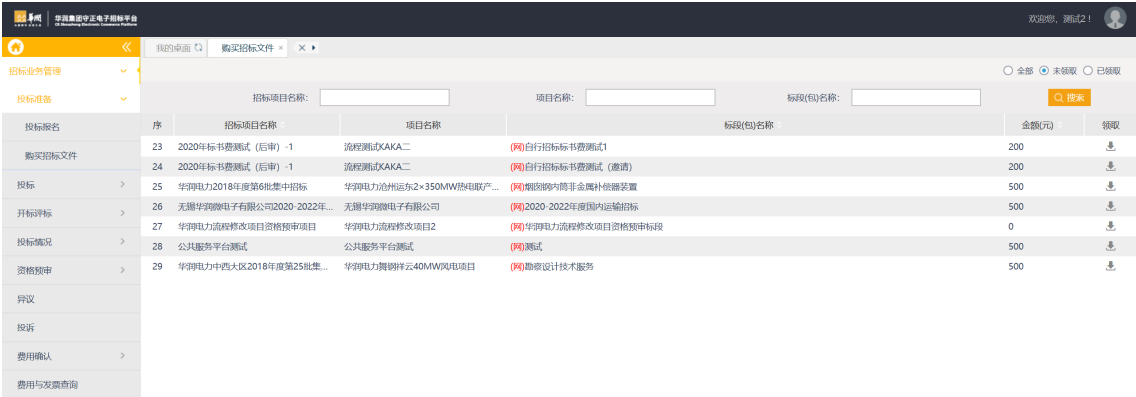 华润集团守正电子招标平台
CR Shouzheng Electronic Commerce Platform
欢迎您，测试2！
我的桌面 购买招标文件
招标业务管理
全部 未领取 已领取
投标准备
招标项目名称： 项目名称： 标段(包)名称： 搜索
投标报名
序 招标项目名称 项目名称 标段(包)名称 金额(元) 领取
购买招标文件
23 2020年标书费测试（后审）-1 流程测试KAKA二 (网)自行招标标书费测试1 200
24 2020年标书费测试（后审）-1 流程测试KAKA二 (网)自行招标标书费测试（邀请） 200
投标
25 华润电力2018年度第6批集中招标 华润电力沧州运东2×350MW热电联产... (网)烟囱钢内筒非金属补偿器装置 500
26 无锡华润微电子有限公司2020-2022年... 无锡华润微电子有限公司 (网)2020-2022年度国内运输招标 500
开标评标
27 华润电力流程修改项目资格预审项目 华润电力流程修改项目2 (网)华润电力流程修改项目资格预审标段 0
投标情况
28 公共服务平台测试 公共服务平台测试 (网)测试 500
资格预审
29 华润电力中西大区2018年度第25批集... 华润电力舞钢祥云40MW风电项目 (网)勘察设计技术服务 500
异议
投诉
费用确认
费用与发票查询